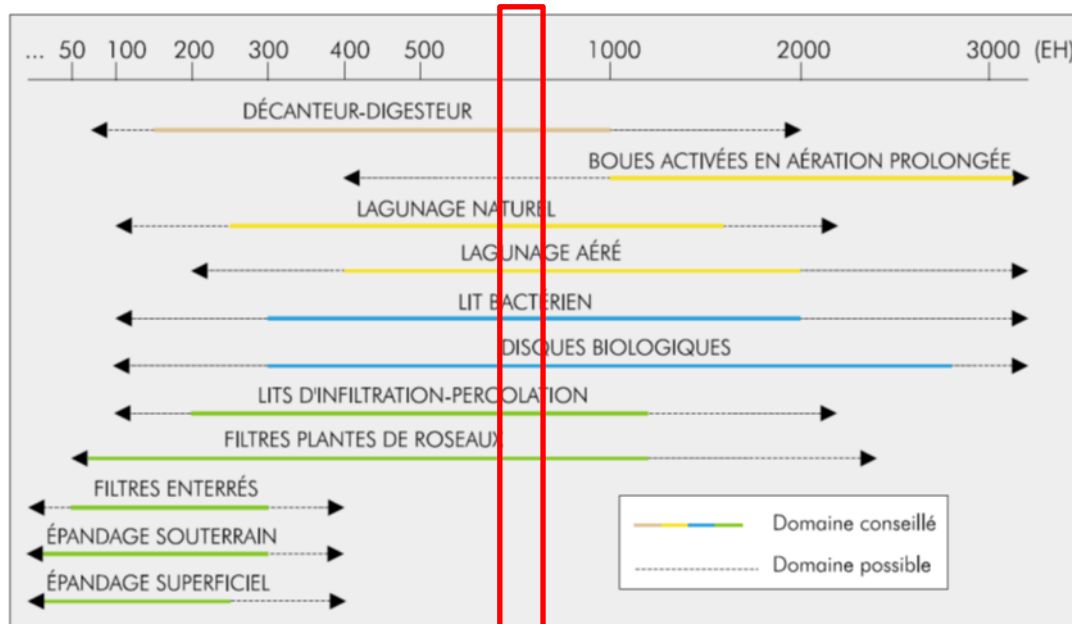 ... 50 100 200 300 400 500 1000 2000 3000 (EH)
DÉCANTEUR-DIGESTEUR
BOUES ACTIVÉES EN AÉRATION PROLONGÉE
LAGUNAGE NATUREL
LAGUNAGE AÉRÉ
LIT BACTÉRIEN
DISQUES BIOLOGIQUES
LITS D'INFILTRATION-PERCOLATION
FILTRES PLANTES DE ROSEAUX
FILTRES ENTERRÉS
ÉPANDAGE SOUTERRAIN
ÉPANDAGE SUPERFICIEL
Domaine conseillé
Domaine possible